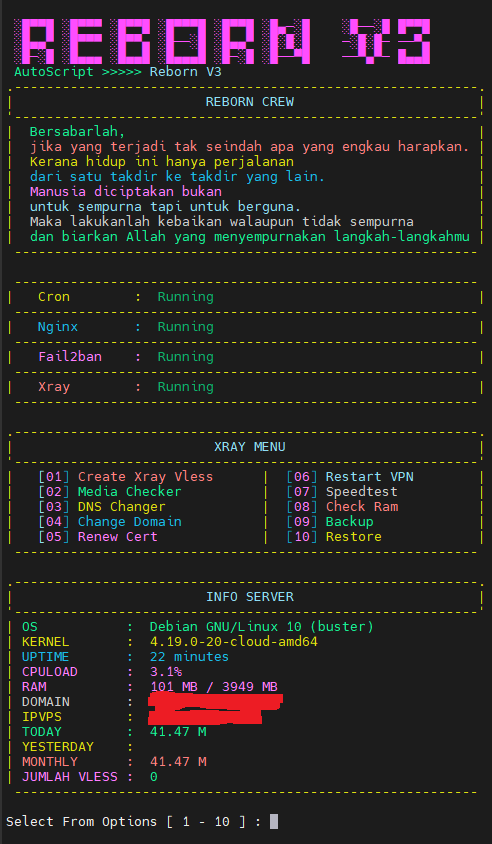 REBORN V3
AutoScript >>>>> Reborn V3
REBORN CREW
Bersabarlah,
jika yang terjadi tak seindah apa yang engkau harapkan.
Kerana hidup ini hanya perjalanan
dari satu takdir ke takdir yang lain.
Manusia diciptakan bukan
untuk sempurna tapi untuk berguna.
Maka lakukanlah kebaikan walaupun tidak sempurna
dan biarkan Allah yang menyempurnakan langkah-langkahmu
Cron : Running
Nginx : Running
Fail2ban : Running
Xray : Running
XRAY MENU
[01] Create Xray Vless | [06] Restart VPN
[02] Media Checker | [07] Speedtest
[03] DNS Changer | [08] Check Ram
[04] Change Domain | [09] Backup
[05] Renew Cert | [10] Restore
INFO SERVER
OS : Debian GNU/Linux 10 (buster)
KERNEL : 4.19.0-20-cloud-amd64
UPTIME : 22 minutes
CPULOAD : 3.1%
RAM : 101 MB / 3949 MB
DOMAIN :
IPVPS :
TODAY : 41.47 M
YESTERDAY :
MONTHLY : 41.47 M
JUMLAH VLESS : 0
Select From Options [ 1 - 10 ] :